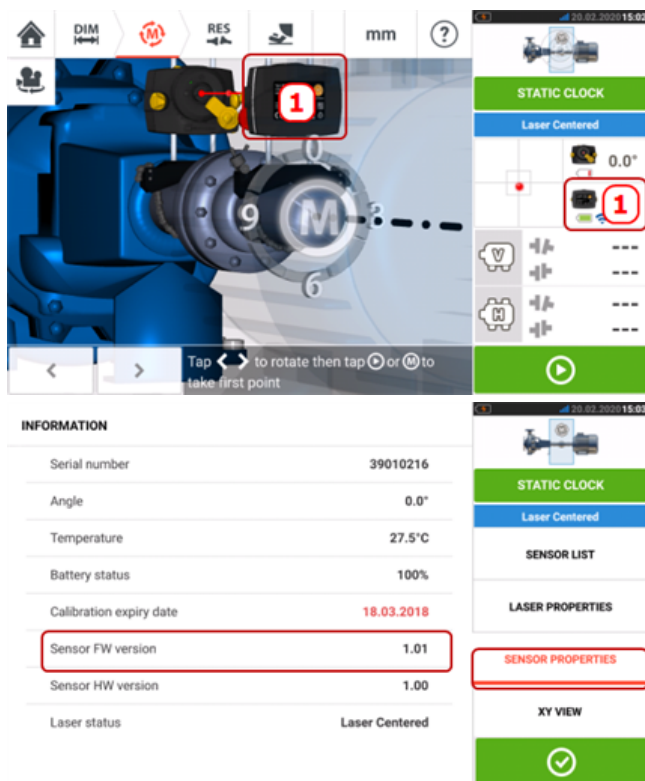 DIM
M
RES
mm
?
20.02.2020 15:02
STATIC CLOCK
Laser Centered
1
0.0°
1
0
9
M
3
6
V
---
---
H
---
---
Tap < > to rotate then tap or M to
take first point
INFORMATION
Serial number 39010216
Angle 0.0°
Temperature 27.5°C
Battery status 100%
Calibration expiry date 18.03.2018
Sensor FW version 1.01
Sensor HW version 1.00
Laser status Laser Centered
20.02.2020 15:03
STATIC CLOCK
Laser Centered
SENSOR LIST
LASER PROPERTIES
SENSOR PROPERTIES
XY VIEW